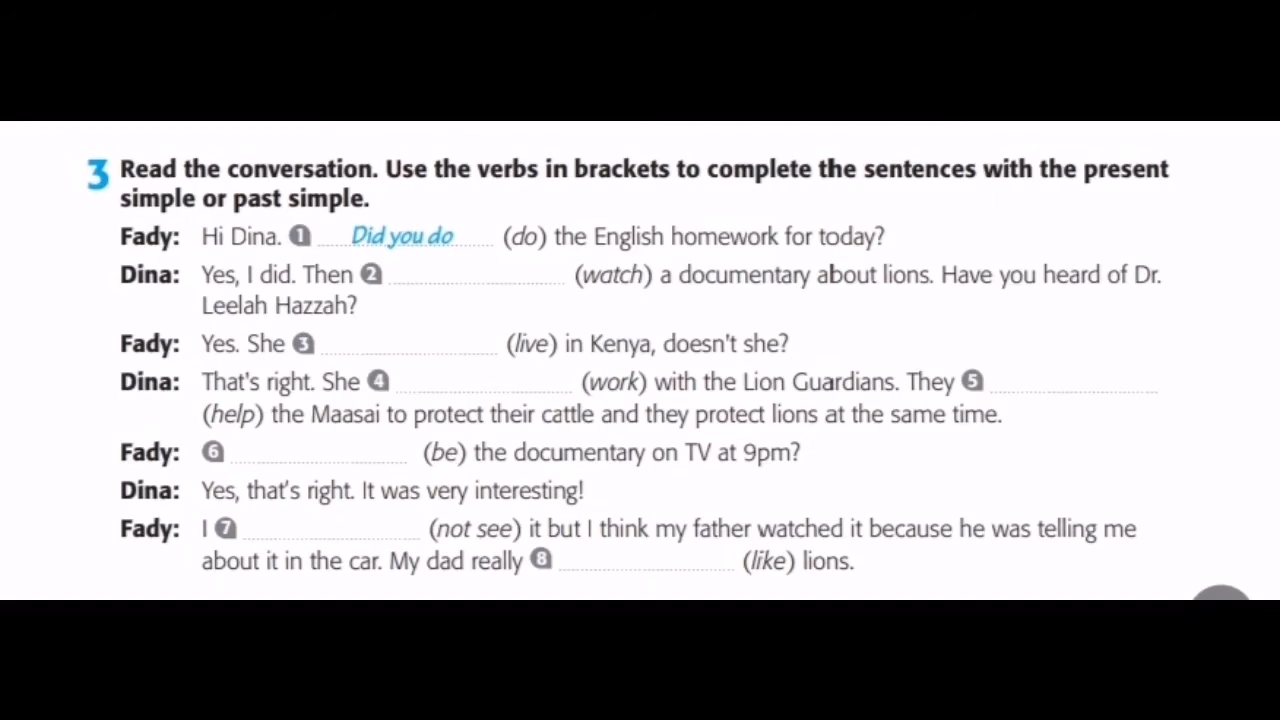 3 Read the conversation. Use the verbs in brackets to complete the sentences with the present
simple or past simple.
Fady: Hi Dina. 1 Did you do (do) the English homework for today?
Dina: Yes, I did. Then 2 ............ (watch) a documentary about lions. Have you heard of Dr.
Leelah Hazzah?
Fady: Yes. She 3 ............ (live) in Kenya, doesn't she?
Dina: That's right. She 4 ............ (work) with the Lion Guardians. They 5 ............
(help) the Maasai to protect their cattle and they protect lions at the same time.
Fady: 6 ............ (be) the documentary on TV at 9pm?
Dina: Yes, that's right. It was very interesting!
Fady: I 7 ............ (not see) it but I think my father watched it because he was telling me
about it in the car. My dad really 8 ............ (like) lions.